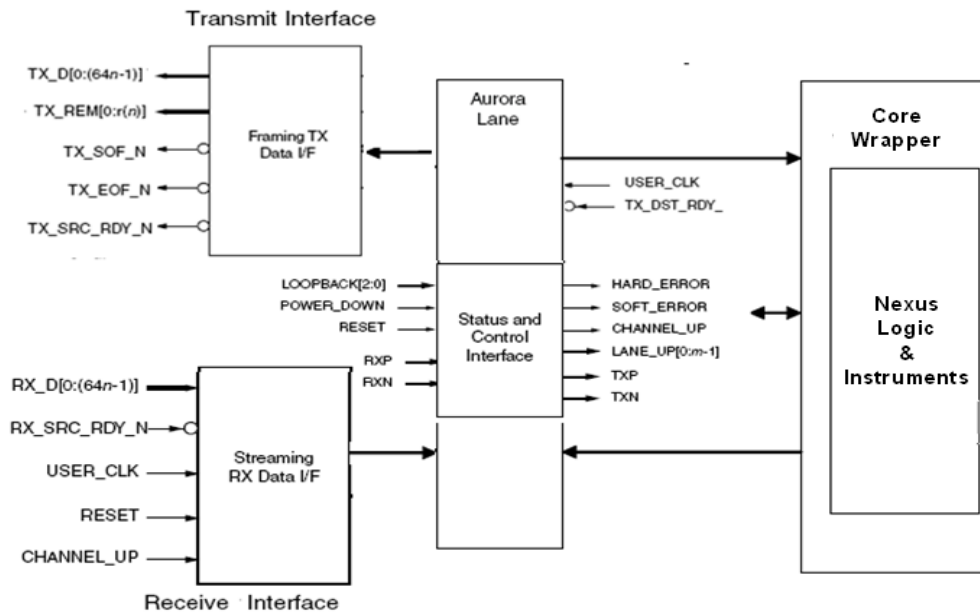 Transmit Interface
TX_D[0:(64n-1)]
TX_REM[0:r(n)]
TX_SOF_N
TX_EOF_N
TX_SRC_RDY_N
Framing TX
Data I/F
Aurora
Lane
USER_CLK
TX_DST_RDY_
Core
Wrapper
Nexus
Logic
&
Instruments
LOOPBACK[2:0]
POWER_DOWN
RESET
RXP
RXN
Status and
Control
Interface
HARD_ERROR
SOFT_ERROR
CHANNEL_UP
LANE_UP[0:m-1]
TXP
TXN
RX_D[0:(64n-1)]
RX_SRC_RDY_N
USER_CLK
RESET
CHANNEL_UP
Streaming
RX Data I/F
Receive Interface